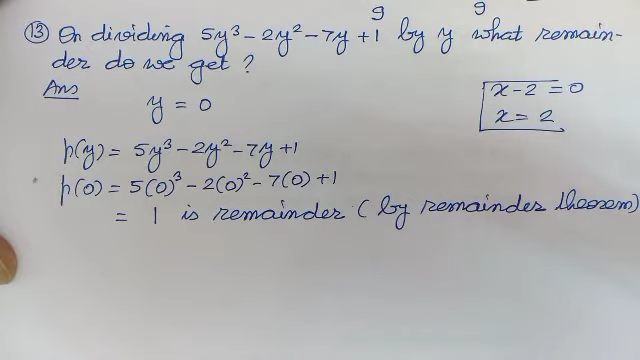 9 9
(13) On dividing 5y³ - 2y² - 7y + 1 by y what remain-
der do we get ?
Ans
y = 0
x - 2 = 0
x = 2
p(y) = 5y³ - 2y² - 7y + 1
p(0) = 5(0)³ - 2(0)² - 7(0) + 1
= 1 is remainder (by remainder theorem)